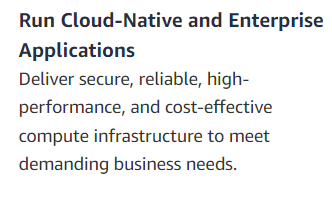 Run Cloud-Native and Enterprise
Applications
Deliver secure, reliable, high-
performance, and cost-effective
compute infrastructure to meet
demanding business needs.